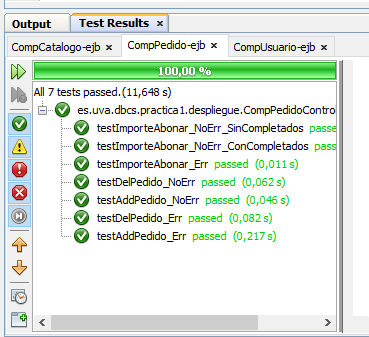 Output
Test Results
CompCatalogo-ejb
CompPedido-ejb
CompUsuario-ejb
100,00 %
All 7 tests passed.(11,648 s)
es.uva.dbcs.practica1.despliegue.CompPedidoContro
testImporteAbonar_NoErr_SinCompletados passe
testImporteAbonar_NoErr_ConCompletados passe
testImporteAbonar_Err passed (0,011 s)
testDelPedido_NoErr passed (0,062 s)
testAddPedido_NoErr passed (0,046 s)
testDelPedido_Err passed (0,082 s)
testAddPedido_Err passed (0,217 s)